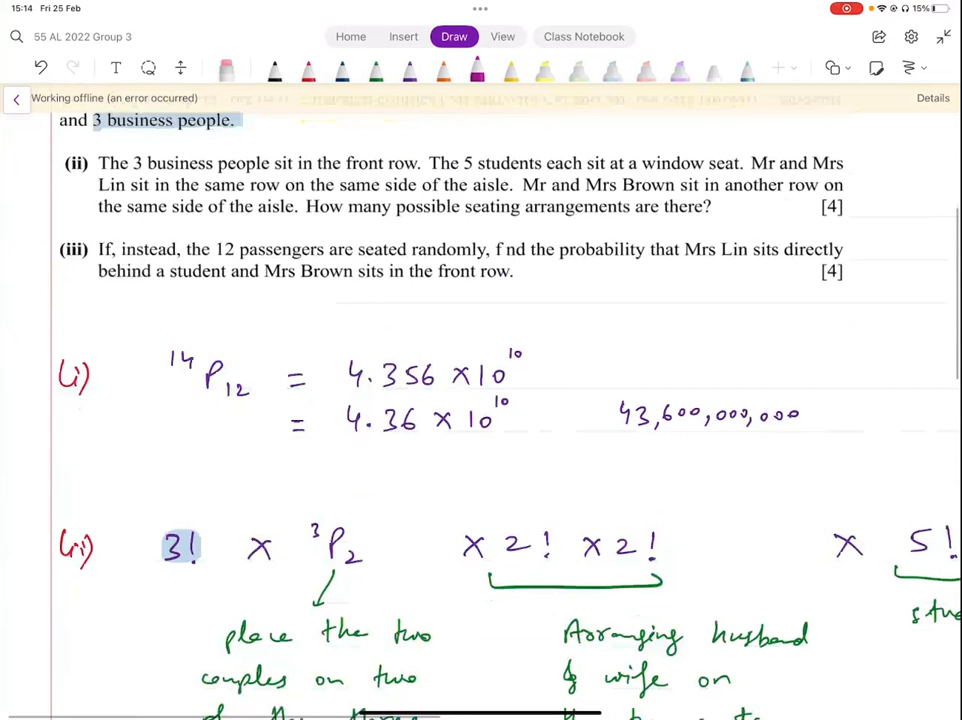 15:14 Fri 25 Feb
15%
55 AL 2022 Group 3
Home Insert Draw View Class Notebook
Working offline (an error occurred)
Details
and 3 business people.
(ii) The 3 business people sit in the front row. The 5 students each sit at a window seat. Mr and Mrs
Lin sit in the same row on the same side of the aisle. Mr and Mrs Brown sit in another row on
the same side of the aisle. How many possible seating arrangements are there? [4]
(iii) If, instead, the 12 passengers are seated randomly, f nd the probability that Mrs Lin sits directly
behind a student and Mrs Brown sits in the front row. [4]
(i) ¹⁴P₁₂ = 4.356 × 10¹⁰
= 4.36 × 10¹⁰ 43,600,000,000
(ii) 3! × ³P₂ × 2! × 2! × 5!
place the two Arranging husband
couples on two & wife on